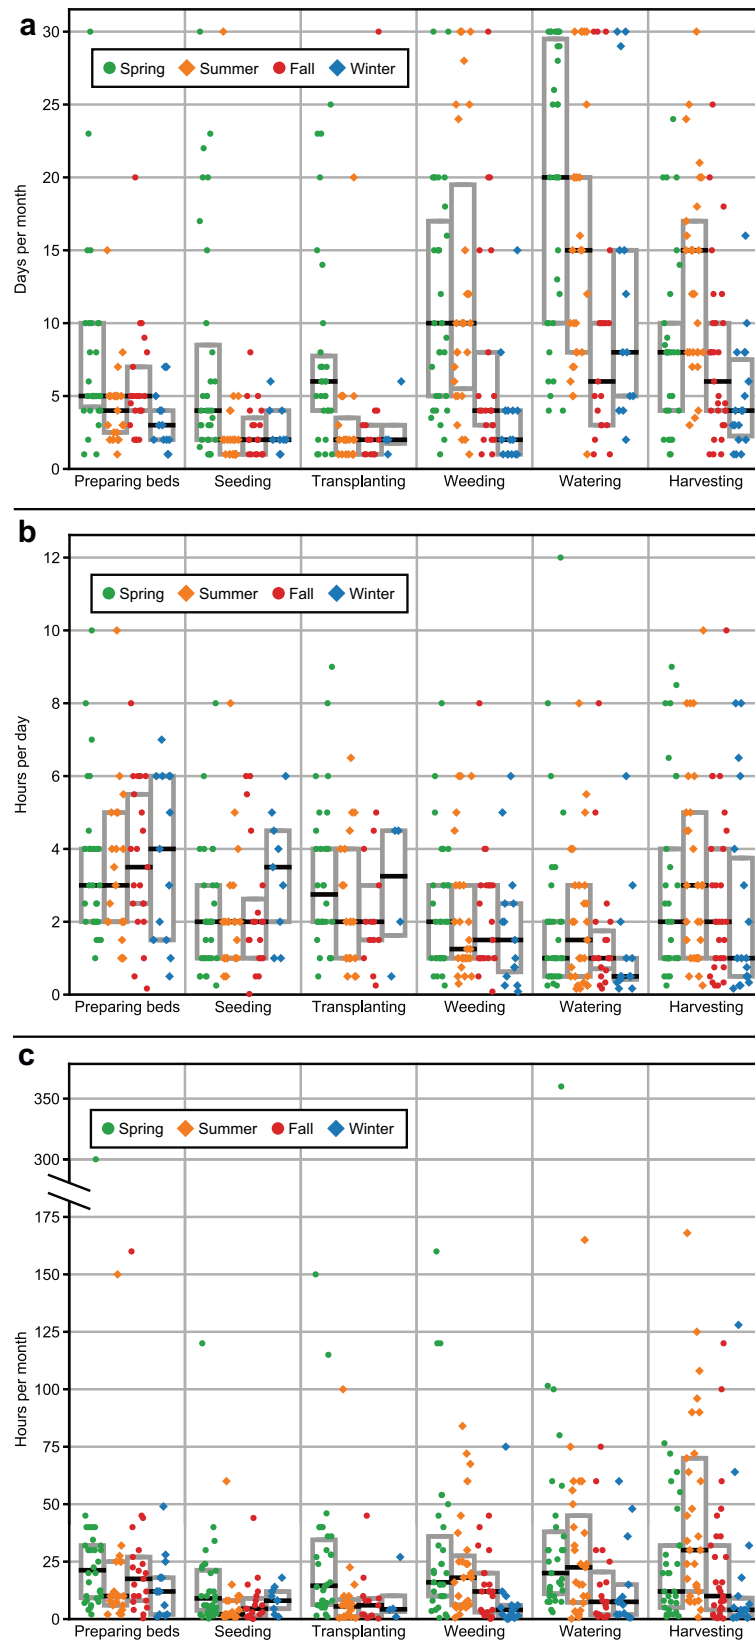 a
30
25
20
15
10
5
0
Days per month
Spring Summer Fall Winter
Preparing beds Seeding Transplanting Weeding Watering Harvesting
b
12
10
8
6
4
2
0
Hours per day
Spring Summer Fall Winter
Preparing beds Seeding Transplanting Weeding Watering Harvesting
c
350
300
175
150
125
100
75
50
25
0
Hours per month
Spring Summer Fall Winter
Preparing beds Seeding Transplanting Weeding Watering Harvesting